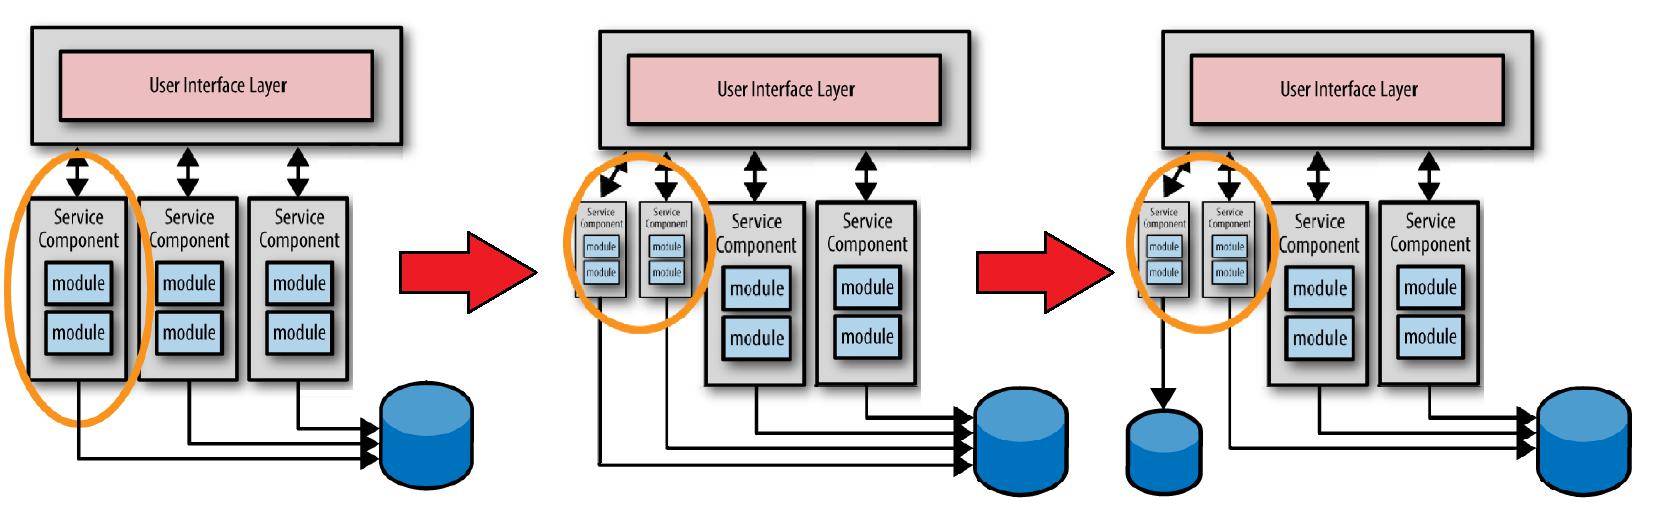 User Interface Layer
Service
Component
module
module
Service
Component
module
module
Service
Component
module
module
User Interface Layer
Service
Component
module
module
Service
Component
module
module
Service
Component
module
module
Service
Component
module
module
User Interface Layer
Service
Component
module
module
Service
Component
module
module
Service
Component
module
module
Service
Component
module
module